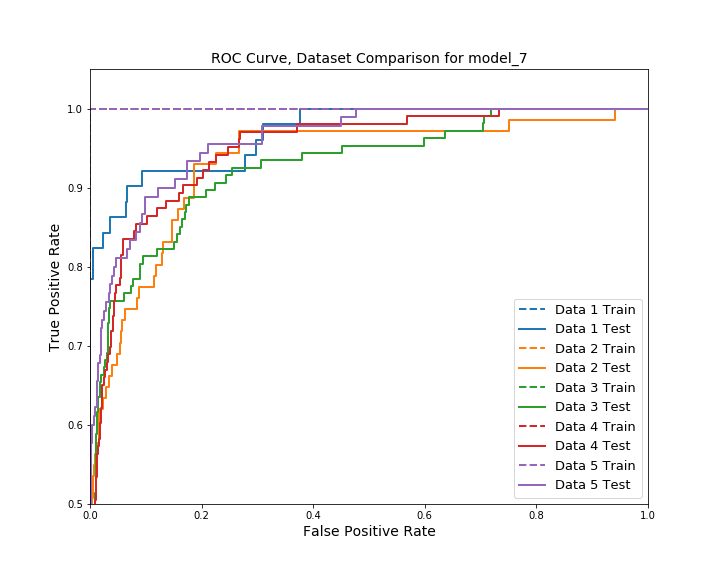 ROC Curve, Dataset Comparison for model_7
True Positive Rate
1.0
0.9
0.8
0.7
0.6
0.5
0.0
0.2
0.4
0.6
0.8
1.0
False Positive Rate
Data 1 Train
Data 1 Test
Data 2 Train
Data 2 Test
Data 3 Train
Data 3 Test
Data 4 Train
Data 4 Test
Data 5 Train
Data 5 Test